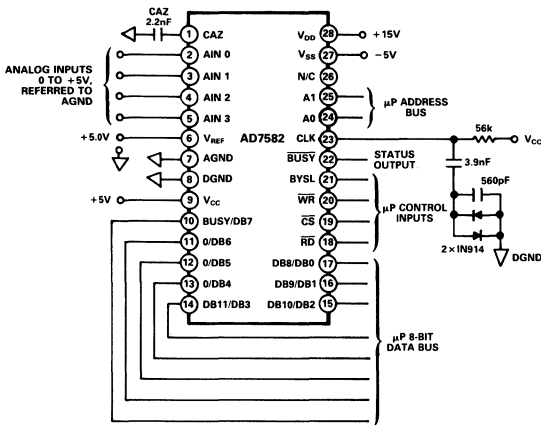 CAZ
2.2nF
1 CAZ
2 AIN 0
3 AIN 1
4 AIN 2
5 AIN 3
6 VREF
7 AGND
8 DGND
9 VCC
10 BUSY/DB7
11 0/DB6
12 0/DB5
13 0/DB4
14 DB11/DB3
ANALOG INPUTS
0 TO +5V,
REFERRED TO
AGND
+5.0V
+5V
AD7582
VDD 28 +15V
VSS 27 −5V
N/C 26
A1 25
A0 24
CLK 23
BUSY 22
BYSL 21
WR 20
CS 19
RD 18
DB8/DB0 17
DB9/DB1 16
DB10/DB2 15
μP ADDRESS
BUS
STATUS
OUTPUT
μP CONTROL
INPUTS
μP 8-BIT
DATA BUS
56k
VCC
3.9nF
560pF
2×IN914
DGND